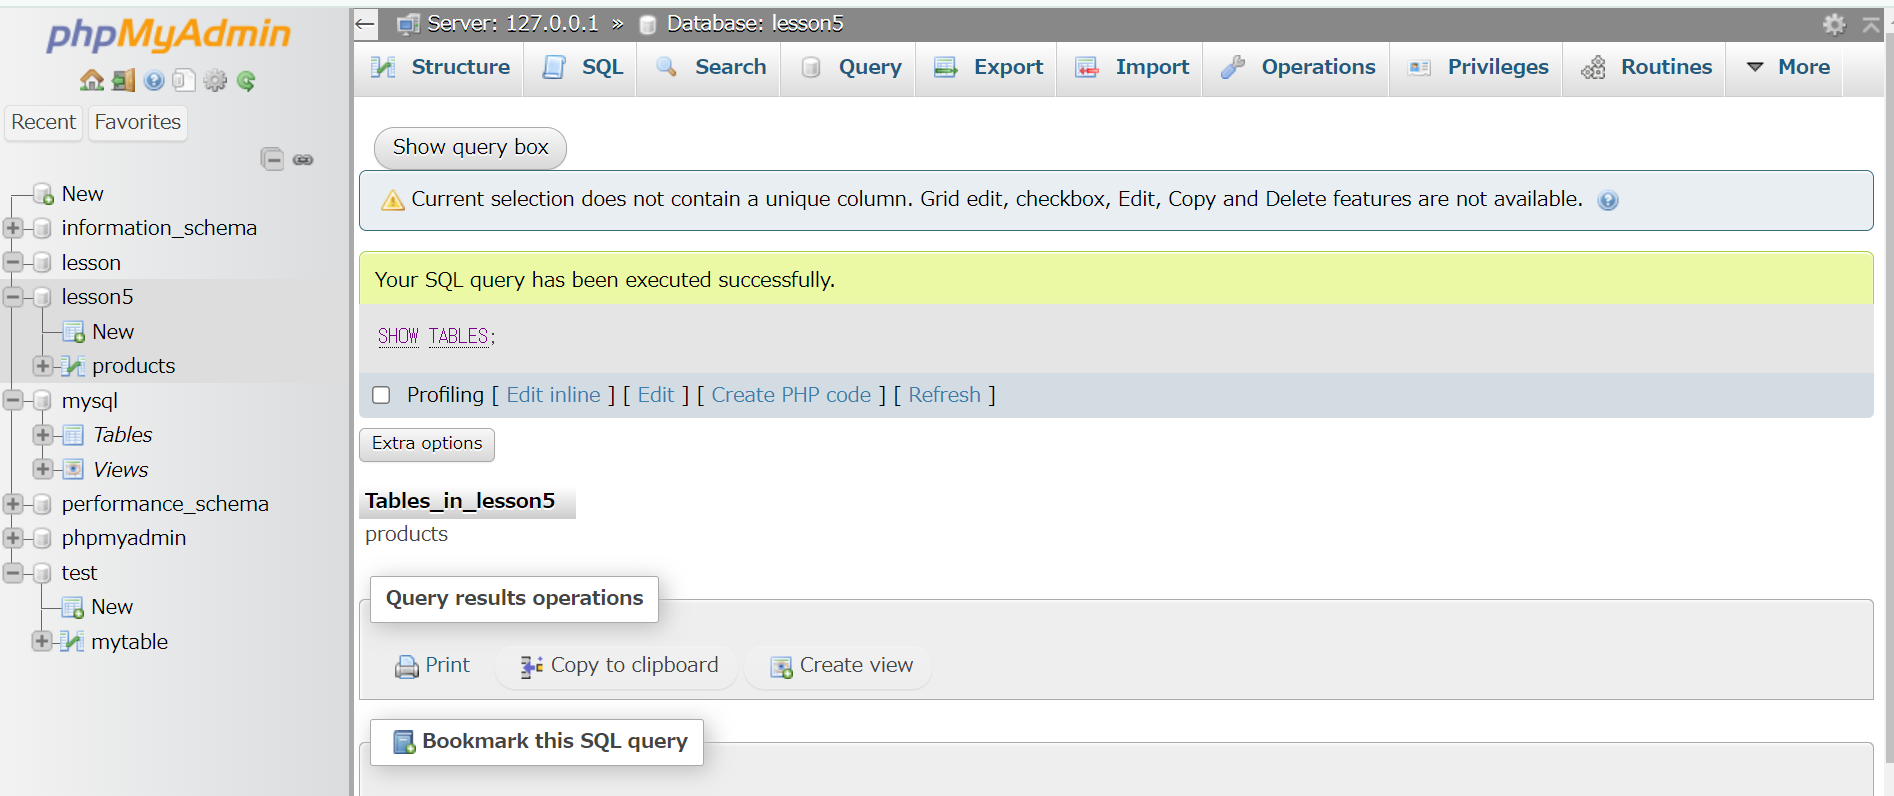 phpMyAdmin
Recent Favorites
New
information_schema
lesson
lesson5
New
products
mysql
Tables
Views
performance_schema
phpmyadmin
test
New
mytable
Server: 127.0.0.1 » Database: lesson5
Structure SQL Search Query Export Import Operations Privileges Routines More
Show query box
Current selection does not contain a unique column. Grid edit, checkbox, Edit, Copy and Delete features are not available.
Your SQL query has been executed successfully.
SHOW TABLES;
Profiling [ Edit inline ] [ Edit ] [ Create PHP code ] [ Refresh ]
Extra options
Tables_in_lesson5
products
Query results operations
Print Copy to clipboard Create view
Bookmark this SQL query